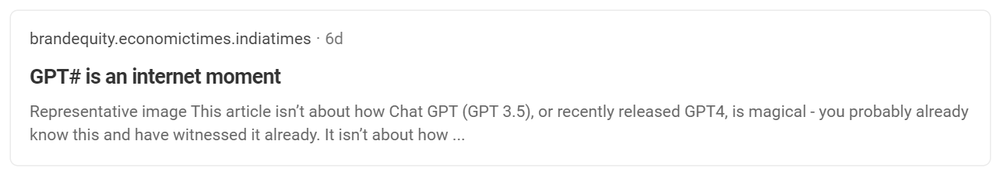 brandequity.economictimes.indiatimes · 6d
GPT# is an internet moment
Representative image This article isn’t about how Chat GPT (GPT 3.5), or recently released GPT4, is magical - you probably already
know this and have witnessed it already. It isn’t about how ...